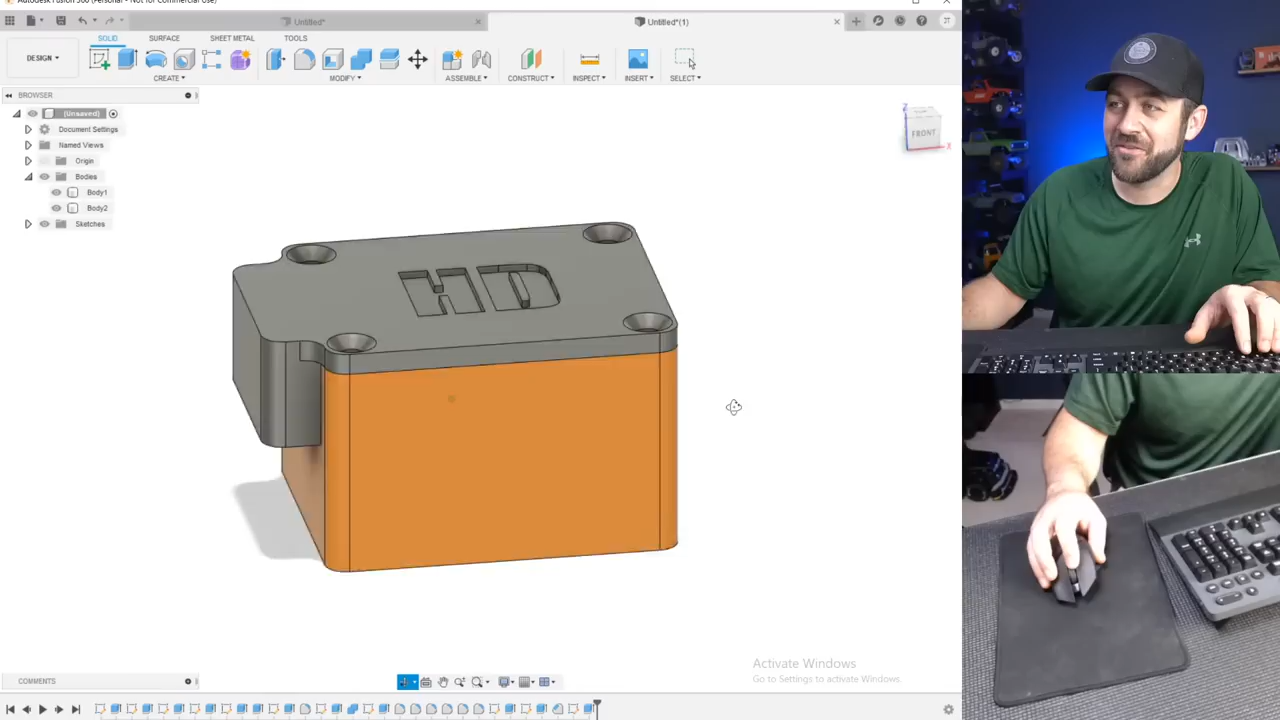 Autodesk Fusion 360 (Personal - Not for Commercial Use)
Untitled*
Untitled*(1)
JT
SOLID
SURFACE
SHEET METAL
TOOLS
DESIGN
CREATE
MODIFY
ASSEMBLE
CONSTRUCT
INSPECT
INSERT
SELECT
BROWSER
(Unsaved)
Document Settings
Named Views
Origin
Bodies
Body1
Body2
Sketches
Z
FRONT
X
HD
Activate Windows
Go to Settings to activate Windows.
COMMENTS